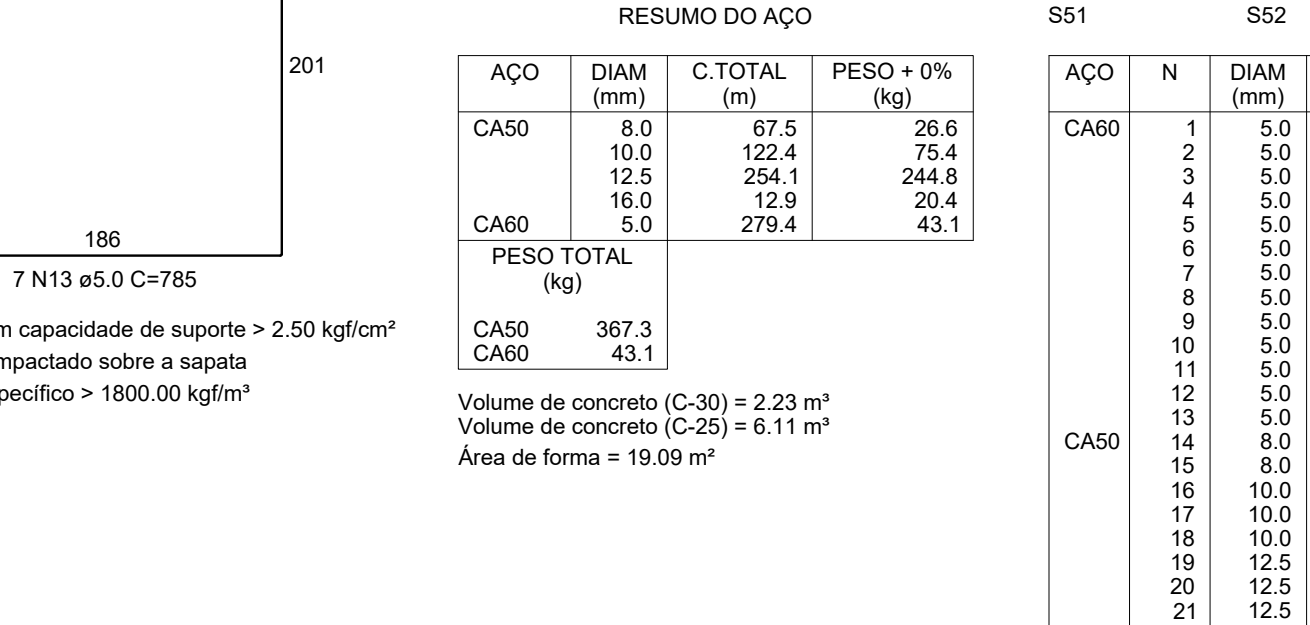 201
186
7 N13 ø5.0 C=785
capacidade de suporte > 2.50 kgf/cm²
sobre a sapata
> 1800.00 kgf/m³
RESUMO DO AÇO
AÇO DIAM C.TOTAL PESO + 0%
(mm) (m) (kg)
CA50 8.0 67.5 26.6
10.0 122.4 75.4
12.5 254.1 244.8
16.0 12.9 20.4
CA60 5.0 279.4 43.1
PESO TOTAL
(kg)
CA50 367.3
CA60 43.1
Volume de concreto (C-30) = 2.23 m³
Volume de concreto (C-25) = 6.11 m³
Área de forma = 19.09 m²
S51 S52
AÇO N DIAM
(mm)
CA60 1 5.0
2 5.0
3 5.0
4 5.0
5 5.0
6 5.0
7 5.0
8 5.0
9 5.0
10 5.0
11 5.0
12 5.0
13 5.0
CA50 14 8.0
15 8.0
16 10.0
17 10.0
18 10.0
19 12.5
20 12.5
21 12.5